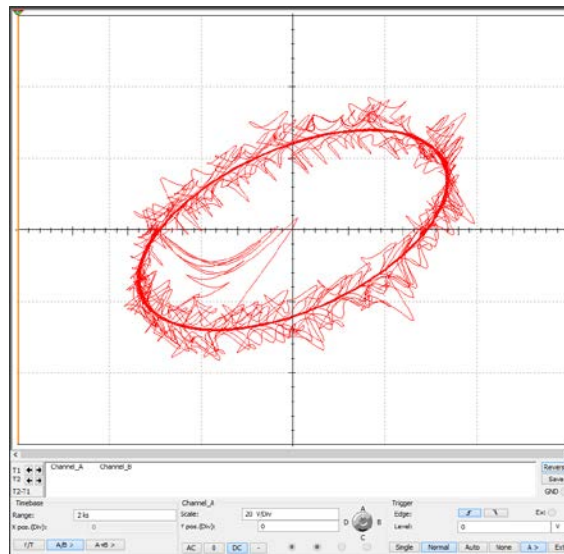 T1
Channel_A Channel_B
Reverse
T2
Save
T2-T1
GND
Timebase
Channel_A
Trigger
Range: 2 ks
Scale: 20 V/Div
Edge:
Ext
X pos.(Div): 0
Y pos.(Div): 0
Level: 0 V
A
B
C
D
Y/T A/B > A+B > AC 0 DC - Single Normal Auto None A > Ext